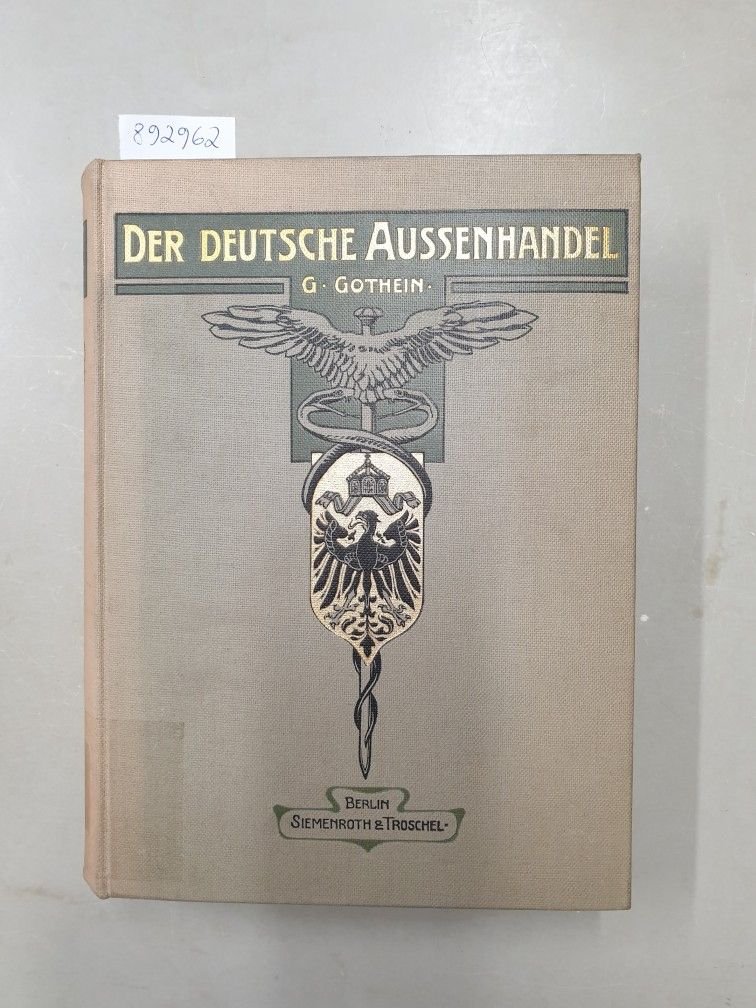 892962
DER DEUTSCHE AUSSENHANDEL
G. GOTHEIN.
BERLIN
SIEMENROTH & TROSCHEL